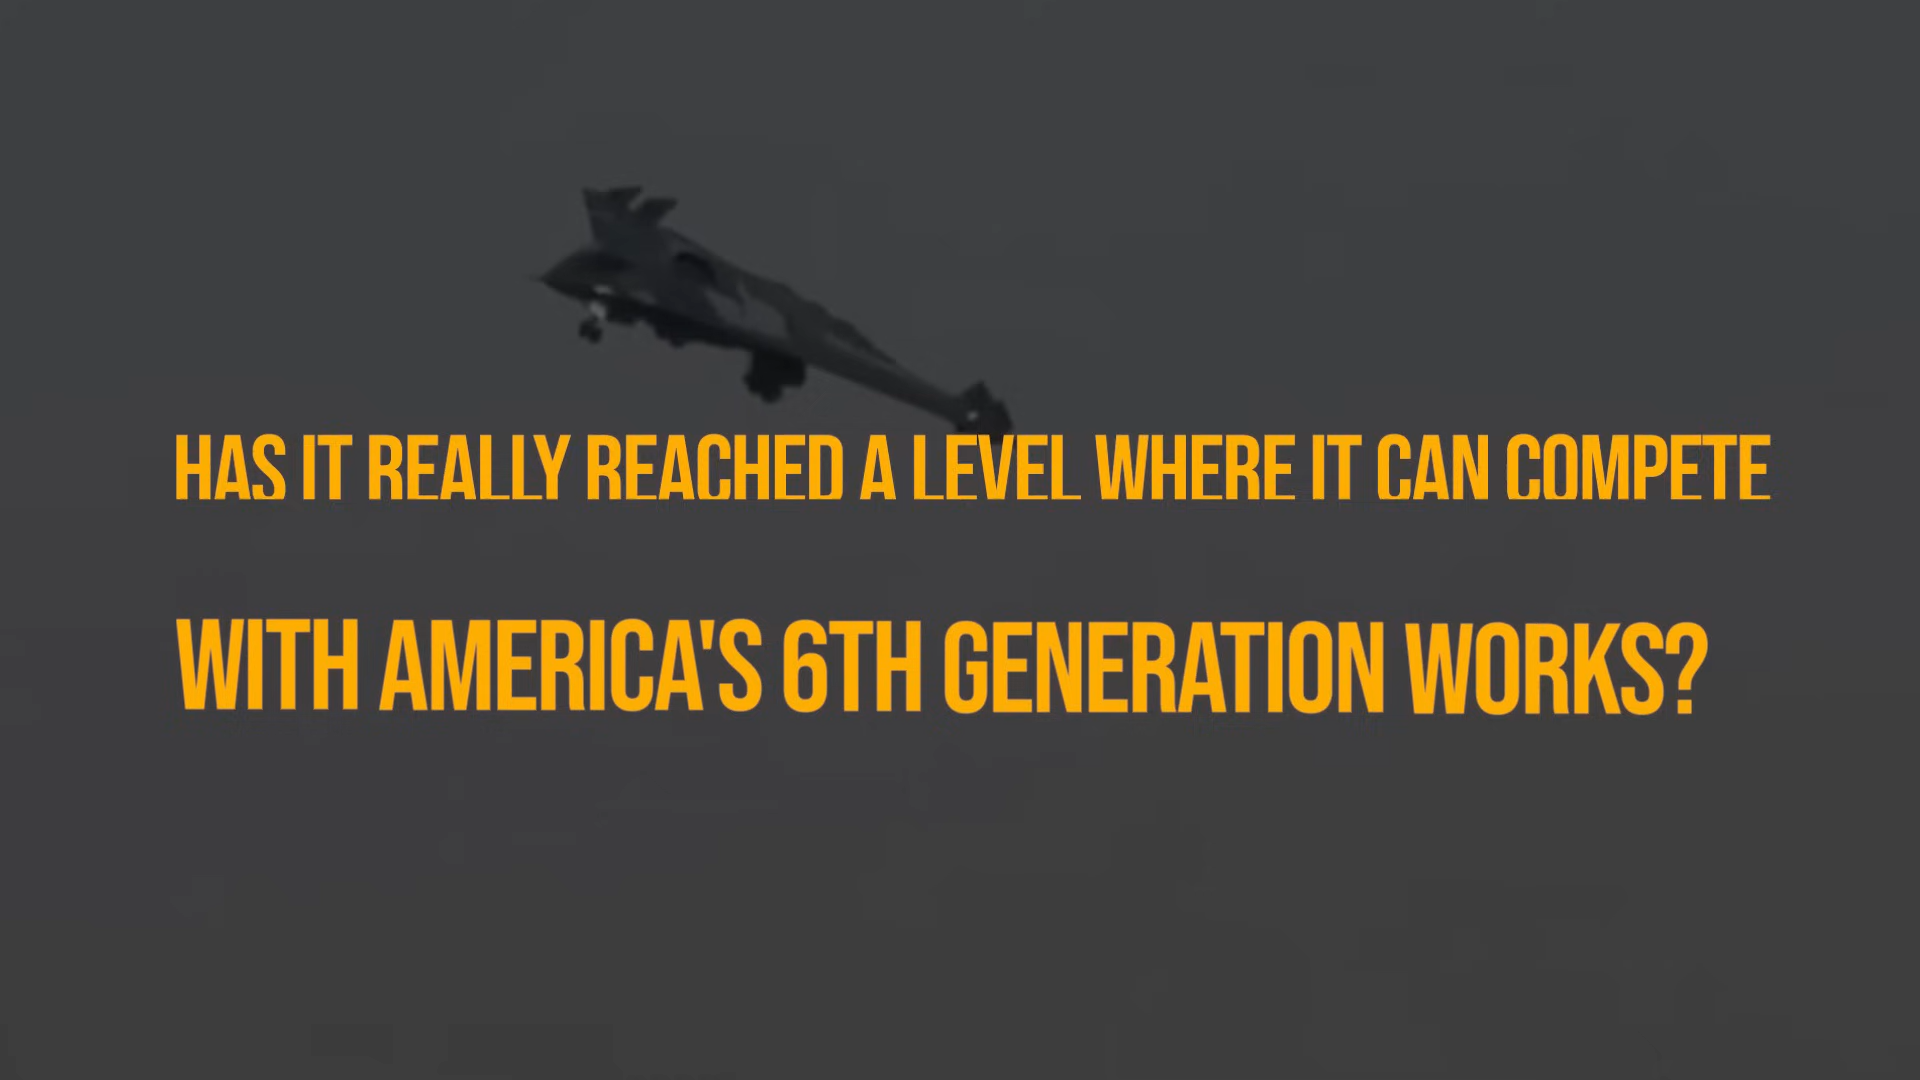 HAS IT REALLY REACHED A LEVEL WHERE IT CAN COMPETE
WITH AMERICA'S 6TH GENERATION WORKS?